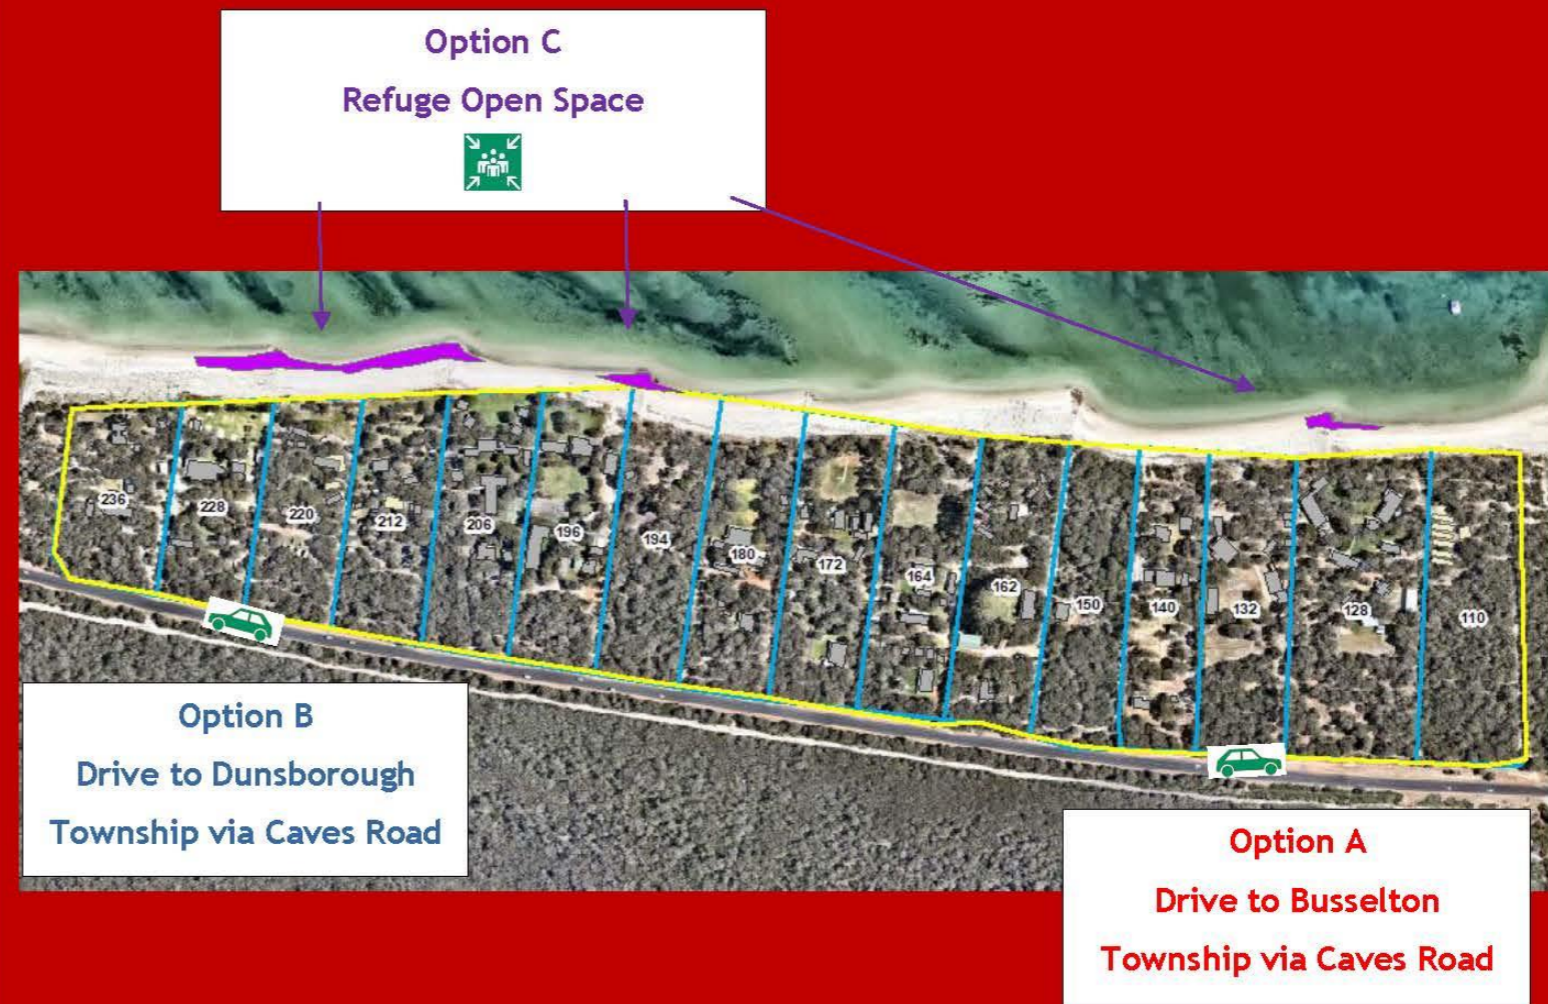 Option C
Refuge Open Space
236
228
220
212
206
196
194
180
172
164
162
150
140
132
128
110
Option B
Drive to Dunsborough
Township via Caves Road
Option A
Drive to Busselton
Township via Caves Road